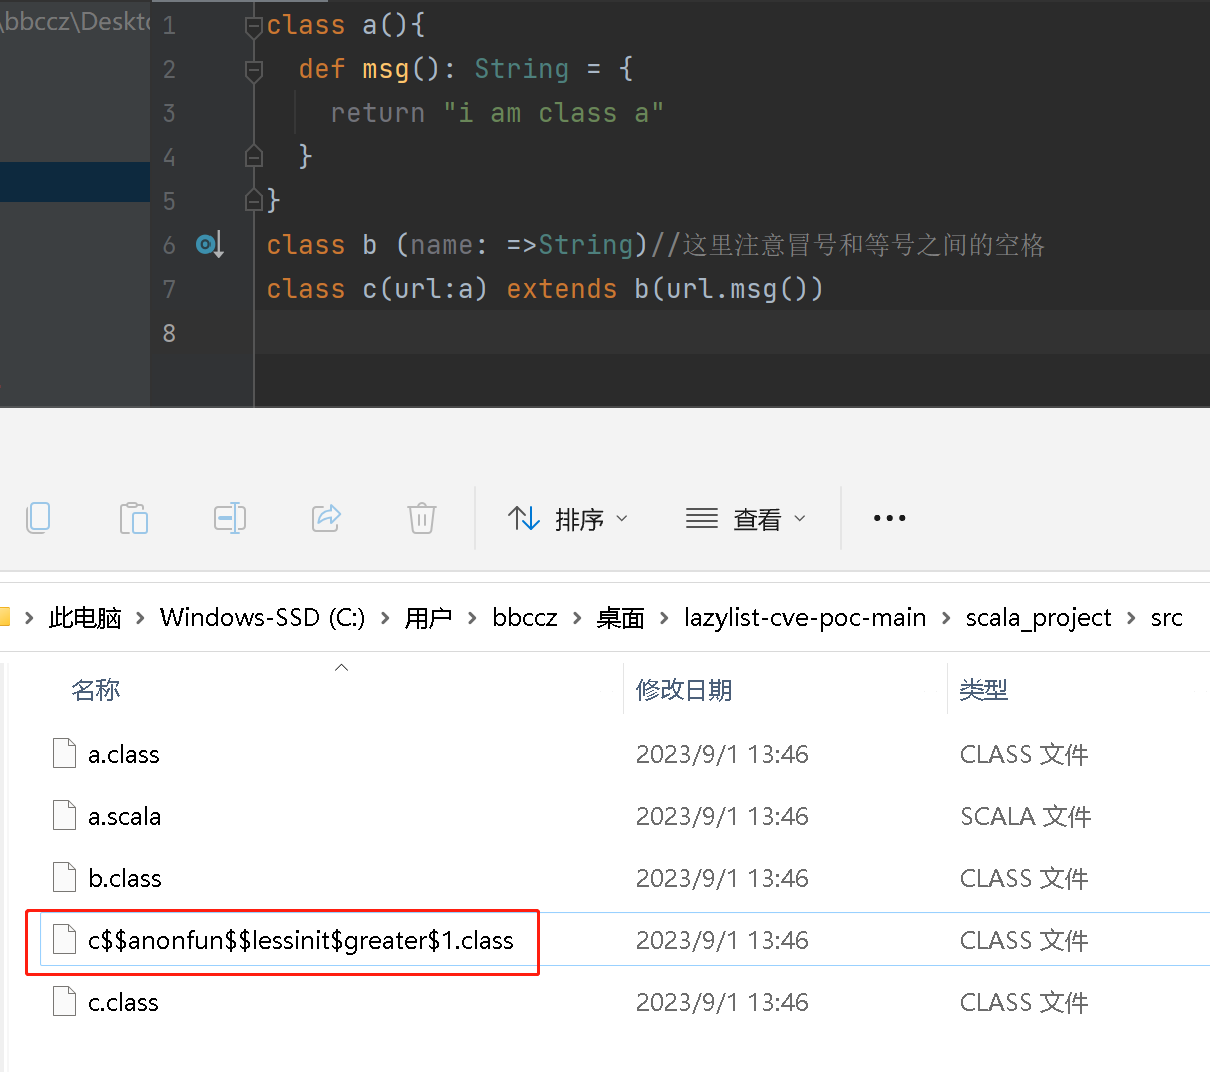 \bbccz\Deskto
1 class a(){
2 def msg(): String = {
3 return "i am class a"
4 }
5 }
6 class b (name: =>String)//这里注意冒号和等号之间的空格
7 class c(url:a) extends b(url.msg())
8
排序 查看
此电脑 > Windows-SSD (C:) > 用户 > bbccz > 桌面 > lazylist-cve-poc-main > scala_project > src
名称 修改日期 类型
a.class 2023/9/1 13:46 CLASS 文件
a.scala 2023/9/1 13:46 SCALA 文件
b.class 2023/9/1 13:46 CLASS 文件
c$$anonfun$$lessinit$greater$1.class 2023/9/1 13:46 CLASS 文件
c.class 2023/9/1 13:46 CLASS 文件